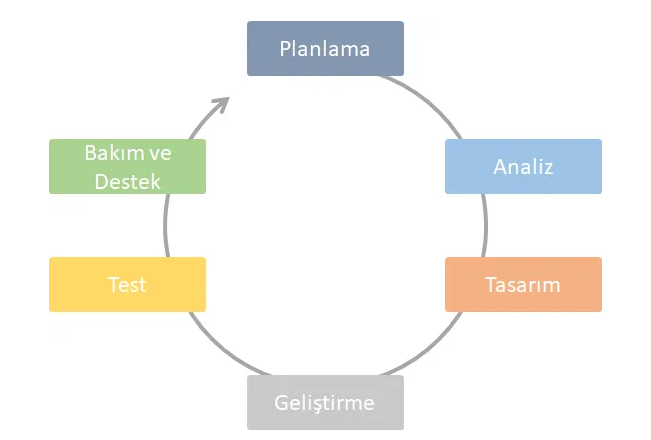 Planlama
Bakım ve
Destek
Analiz
Test
Tasarım
Geliştirme